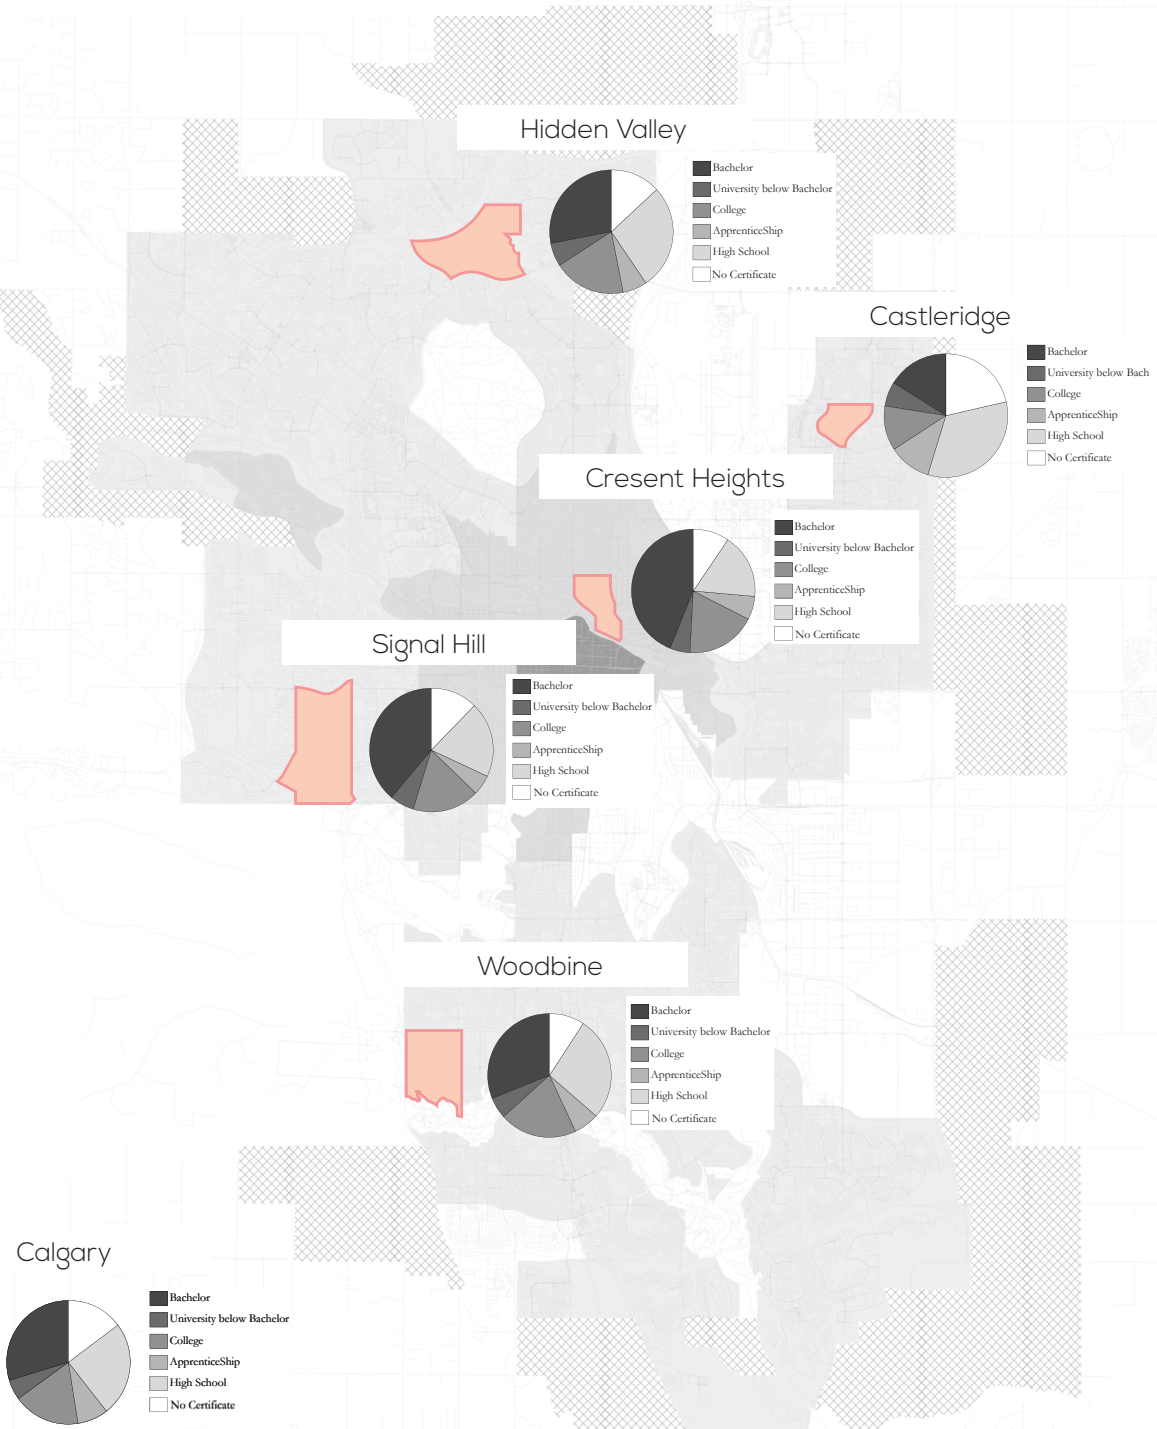 Hidden Valley
Bachelor
University below Bachelor
College
ApprenticeShip
High School
No Certificate
Castleridge
Bachelor
University below Bach
College
ApprenticeShip
High School
No Certificate
Cresent Heights
Bachelor
University below Bachelor
College
ApprenticeShip
High School
No Certificate
Signal Hill
Bachelor
University below Bachelor
College
ApprenticeShip
High School
No Certificate
Woodbine
Bachelor
University below Bachelor
College
ApprenticeShip
High School
No Certificate
Calgary
Bachelor
University below Bachelor
College
ApprenticeShip
High School
No Certificate